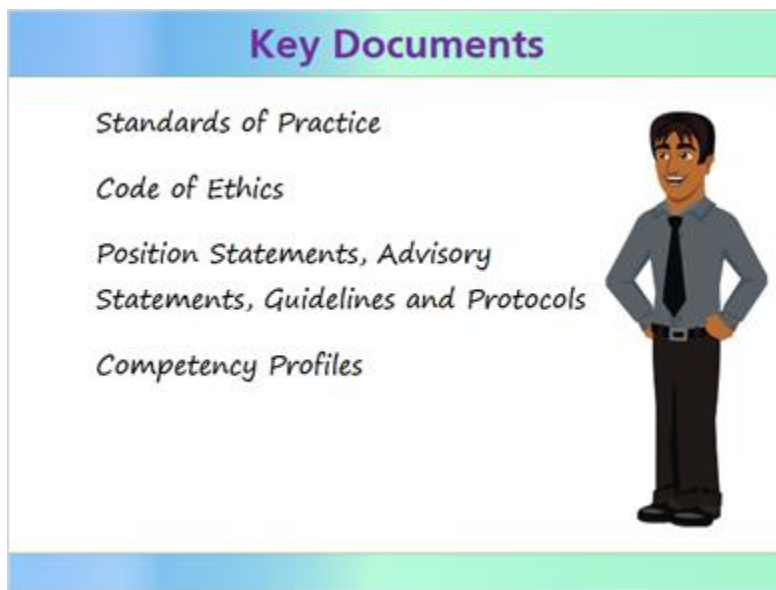 Key Documents
Standards of Practice
Code of Ethics
Position Statements, Advisory
Statements, Guidelines and Protocols
Competency Profiles